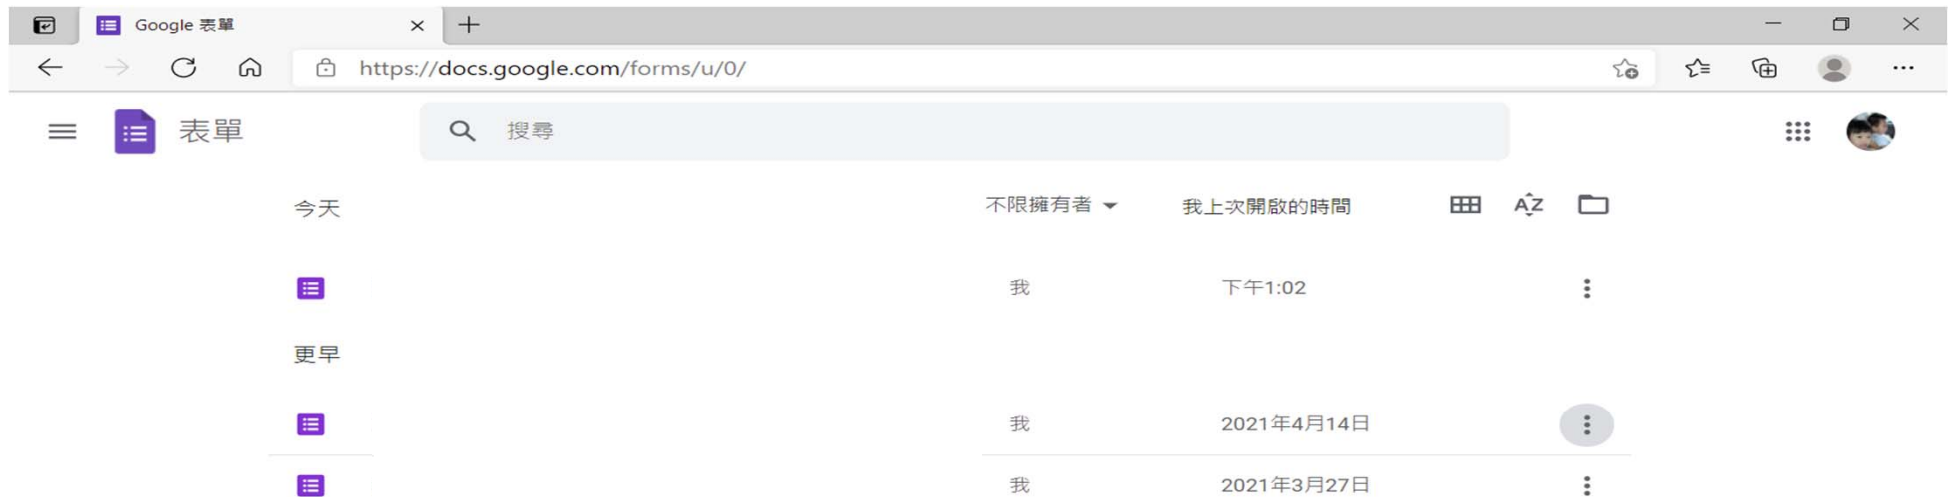 Google 表單
https://docs.google.com/forms/u/0/
表單
搜尋
今天 不限擁有者 我上次開啟的時間 AZ
我 下午1:02
更早
我 2021年4月14日
我 2021年3月27日